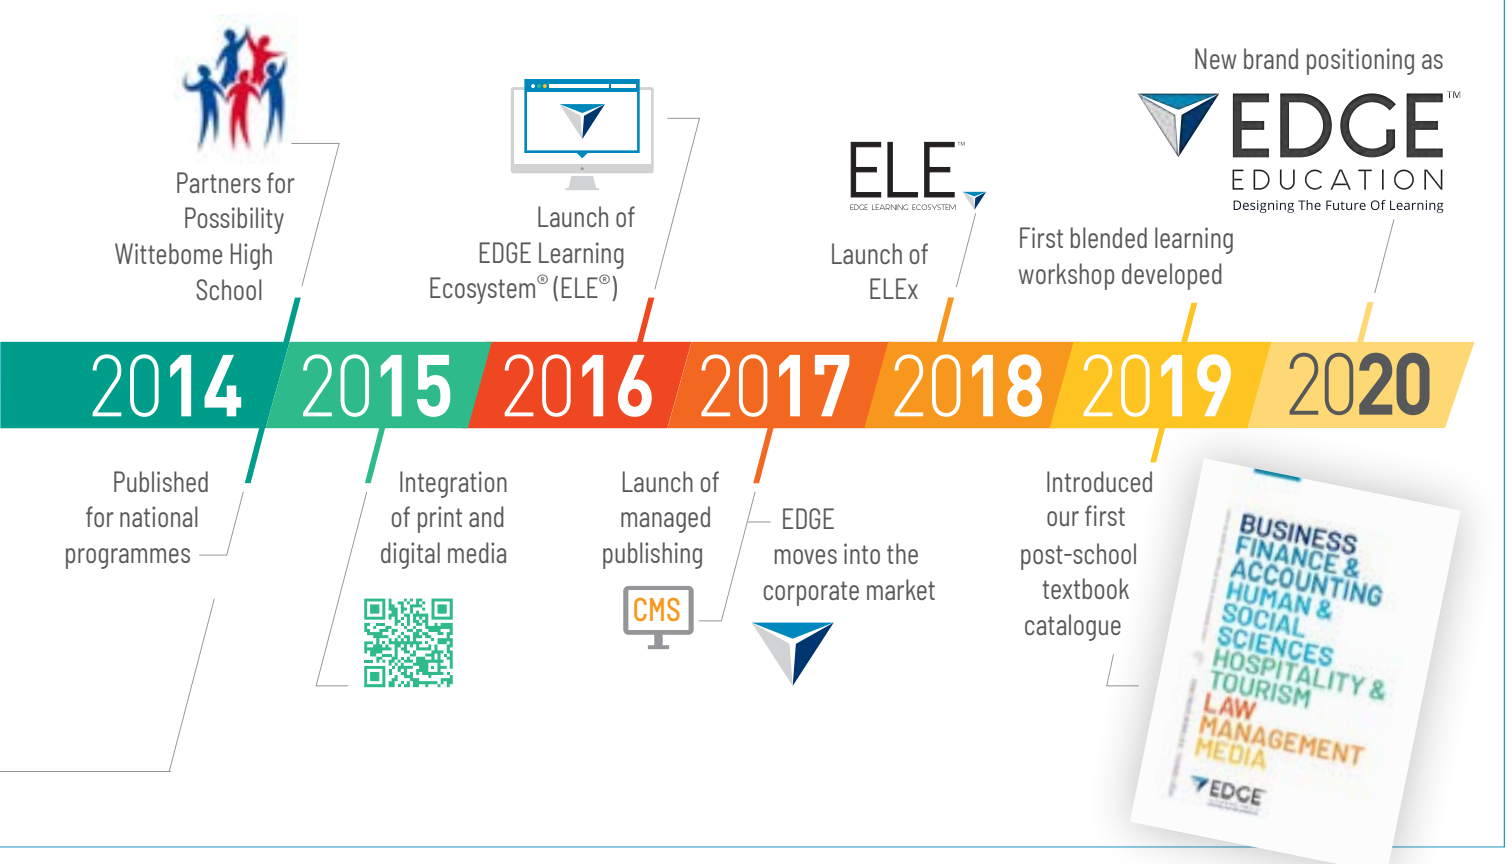 Partners for
Possibility
Wittebome High
School
Launch of
EDGE Learning
Ecosystem® (ELE®)
ELE™
EDGE LEARNING ECOSYSTEM
Launch of
ELEx
First blended learning
workshop developed
New brand positioning as
EDGE™
EDUCATION
Designing The Future Of Learning
2014
2015
2016
2017
2018
2019
2020
Published
for national
programmes
Integration
of print and
digital media
Launch of
managed
publishing
CMS
EDGE
moves into the
corporate market
Introduced
our first
post-school
textbook
catalogue
BUSINESS
FINANCE &
ACCOUNTING
HUMAN &
SOCIAL
SCIENCES
HOSPITALITY &
TOURISM
LAW
MANAGEMENT
MEDIA
EDGE